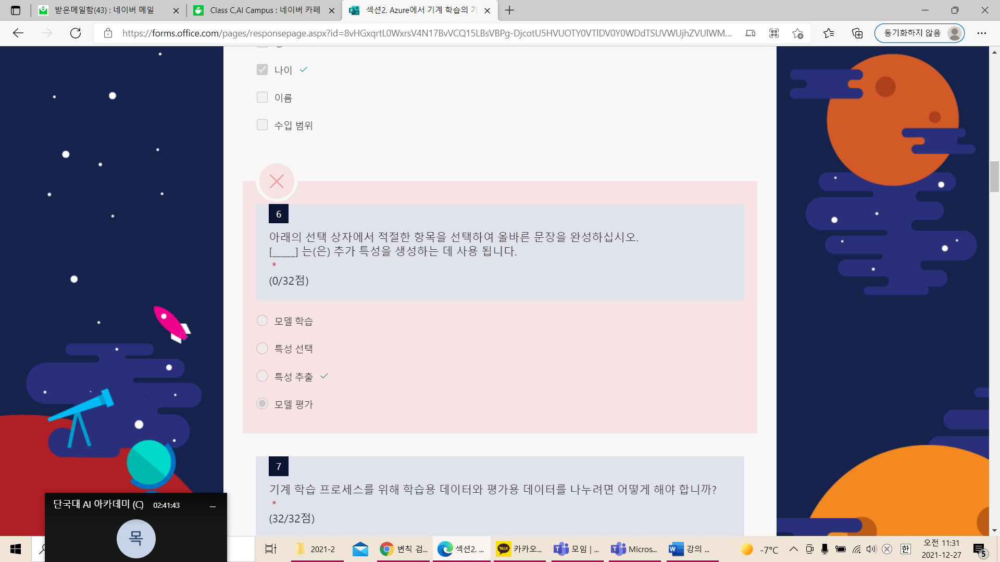 받은메일함(43) : 네이버 메일
Class C,AI Campus : 네이버 카페
섹션2. Azure에서 기계 학습의 기
https://forms.office.com/pages/responsepage.aspx?id=8vHGxqrtL0WxrsV4N17BvVCQ15LBsVBPg-DjcotU5HVUOTY0VTlDV0Y0WDdTSUVWUjhZVUlWM...
동기화하지 않음
나이
이름
수입 범위
6
아래의 선택 상자에서 적절한 항목을 선택하여 올바른 문장을 완성하십시오.
[_____] 는(은) 추가 특성을 생성하는 데 사용 됩니다.
*
(0/32점)
모델 학습
특성 선택
특성 추출
모델 평가
7
기계 학습 프로세스를 위해 학습용 데이터와 평가용 데이터를 나누려면 어떻게 해야 합니까?
*
(32/32점)
단국대 AI 아카데미 (C) 02:41:43
목
2021-2
변칙 검...
섹션2. ...
TALK
카카오...
모임 | ...
Micros...
강의 ...
-7°C
한
오전 11:31
2021-12-27
5